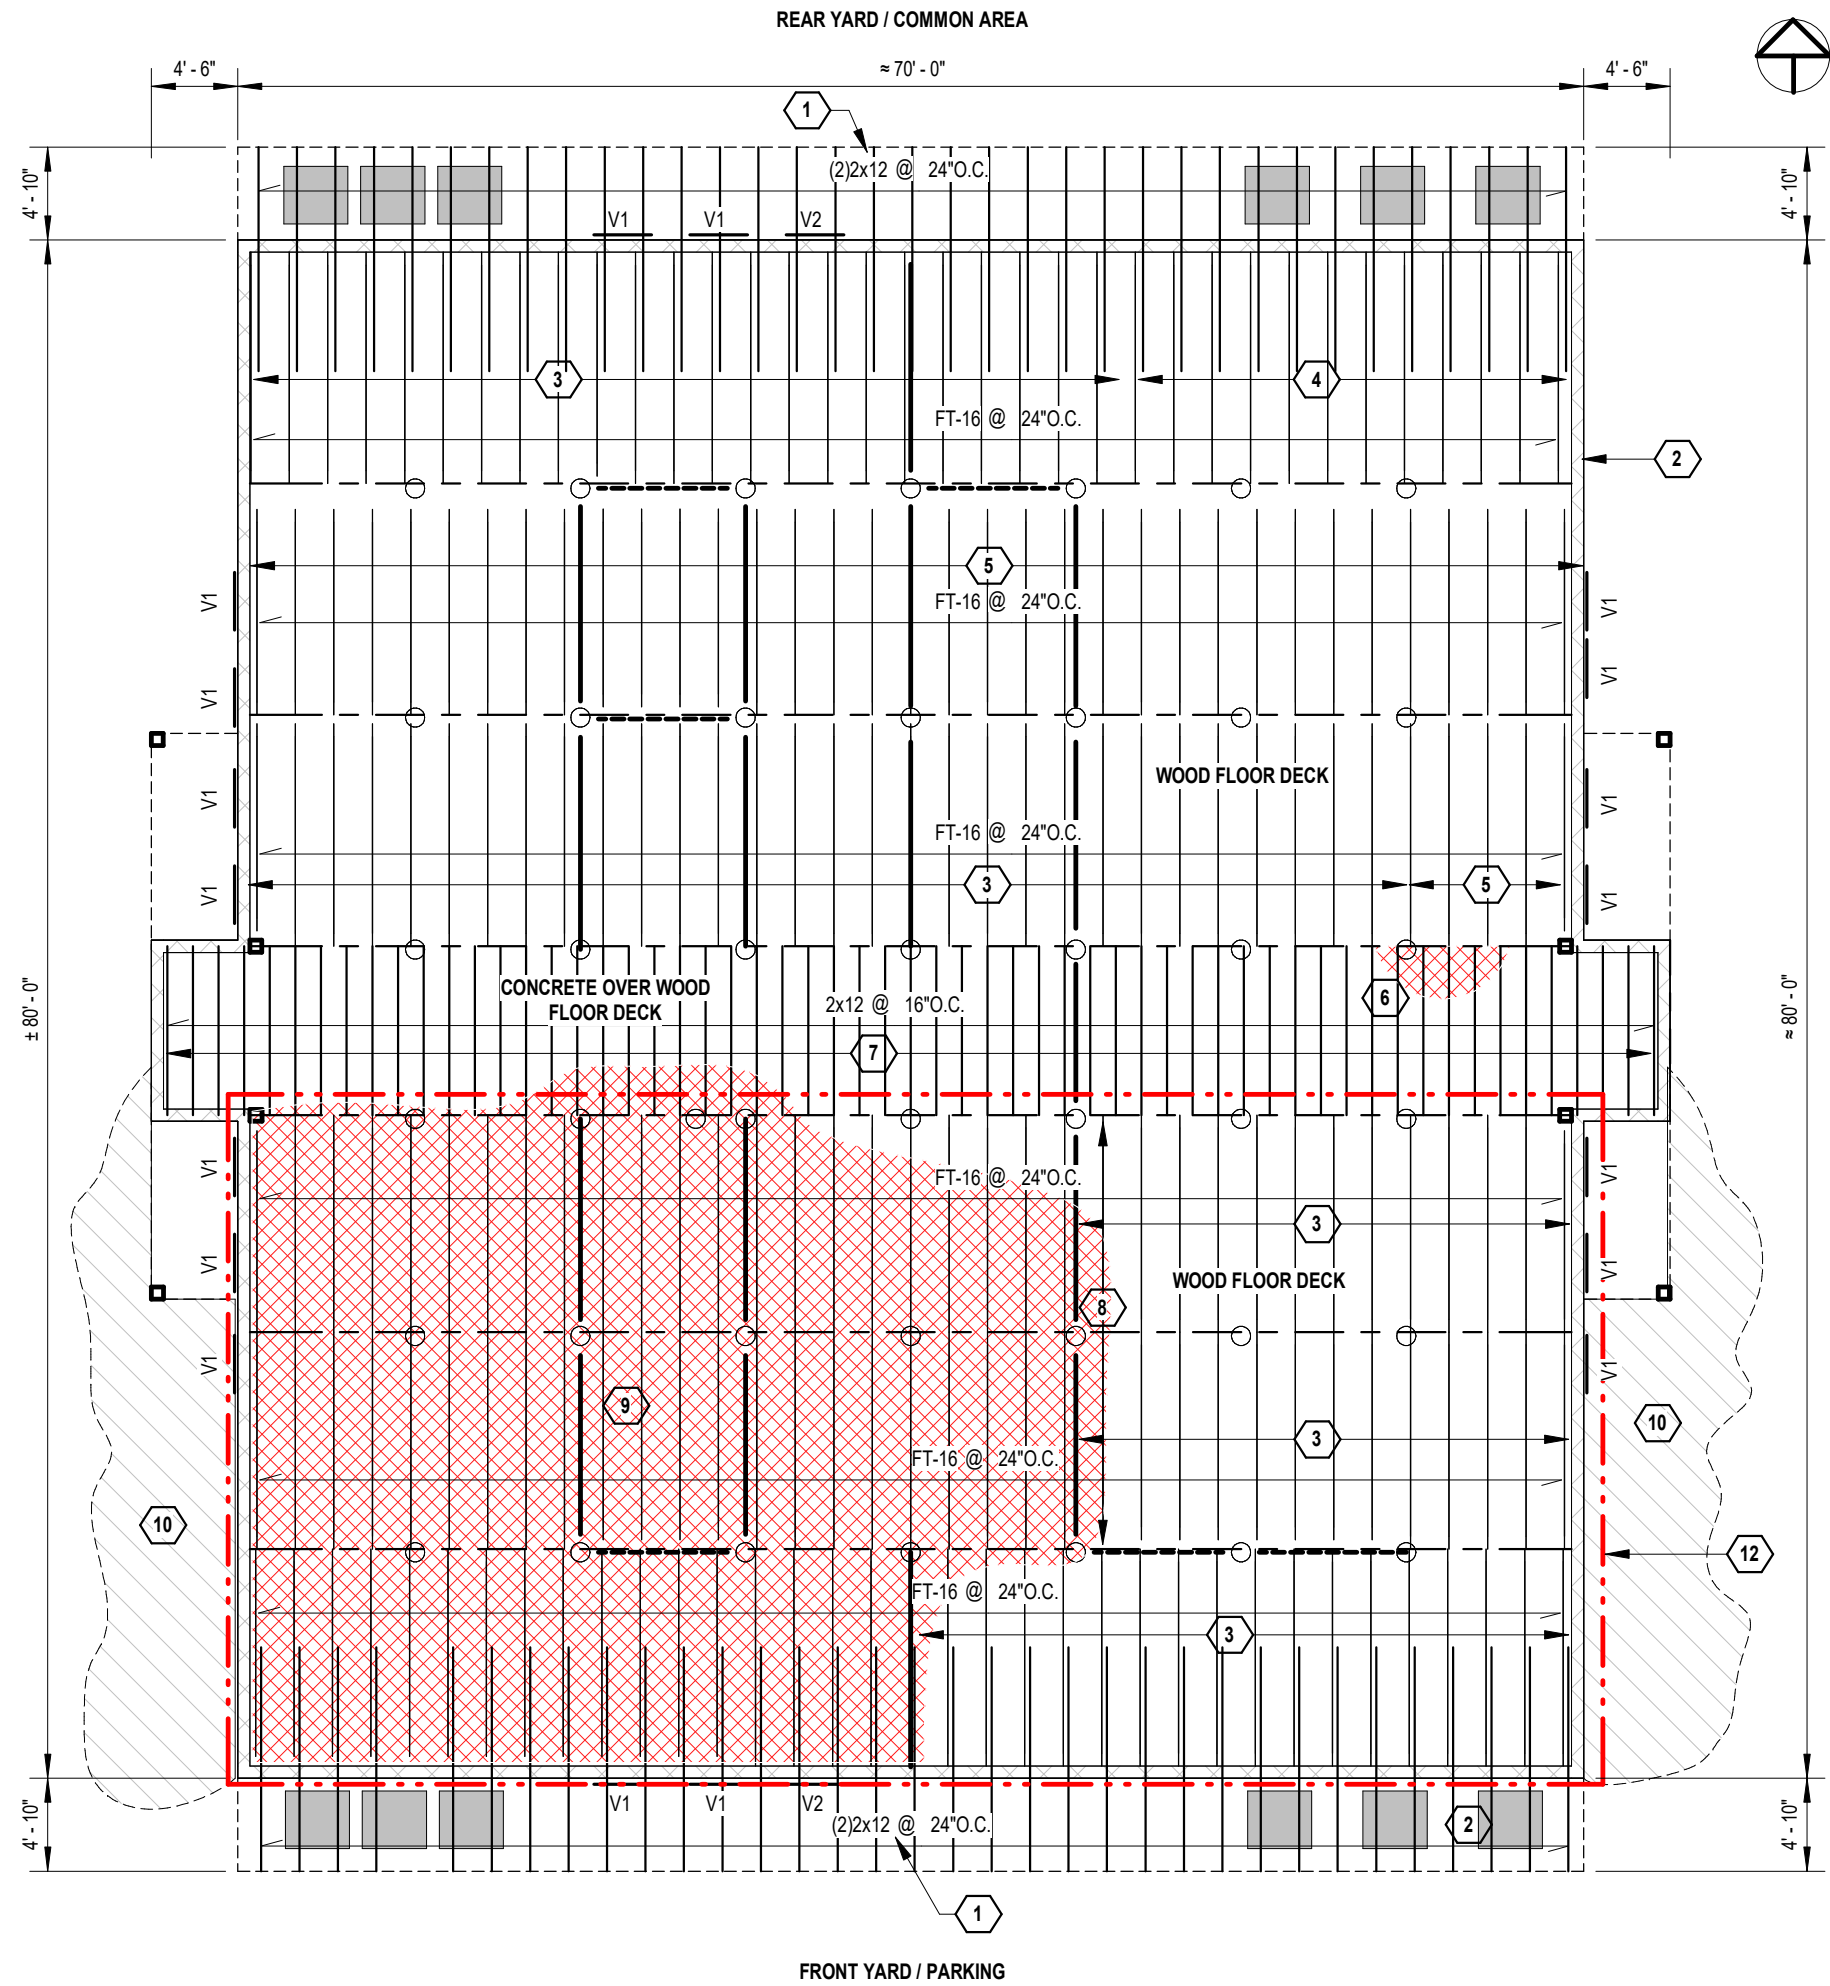 REAR YARD / COMMON AREA
4' - 6"
≈ 70' - 0"
4' - 6"
1
4' - 10"
(2)2x12 @ 24"O.C.
4' - 10"
V1
V1
V2
3
4
FT-16 @ 24"O.C.
2
5
FT-16 @ 24"O.C.
V1
V1
V1
V1
WOOD FLOOR DECK
V1
V1
FT-16 @ 24"O.C.
3
5
V1
V1
CONCRETE OVER WOOD
FLOOR DECK
2x12 @ 16"O.C.
6
± 80' - 0"
≈ 80' - 0"
7
FT-16 @ 24"O.C.
V1
V1
3
V1
V1
WOOD FLOOR DECK
8
V1
V1
9
10
3
FT-16 @ 24"O.C.
10
12
FT-16 @ 24"O.C.
3
V1
V1
V2
4' - 10"
(2)2x12 @ 24"O.C.
2
4' - 10"
1
FRONT YARD / PARKING